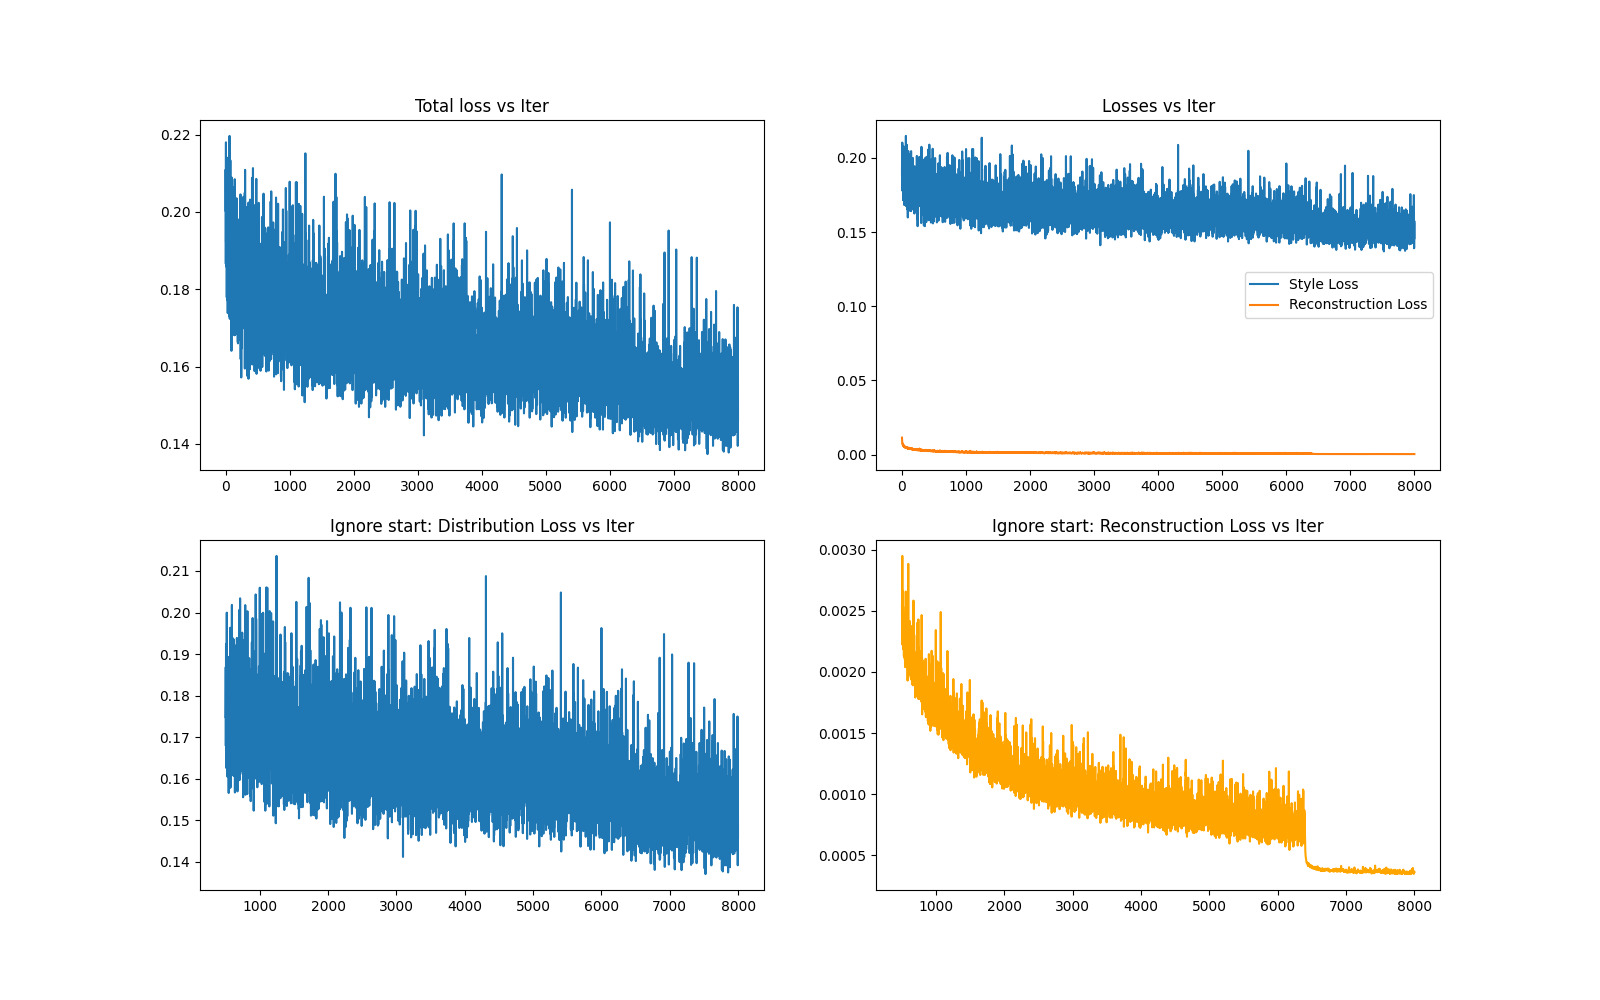 Total loss vs Iter
0.22
0.20
0.18
0.16
0.14
0 1000 2000 3000 4000 5000 6000 7000 8000
Losses vs Iter
0.20
0.15
0.10
0.05
0.00
Style Loss
Reconstruction Loss
0 1000 2000 3000 4000 5000 6000 7000 8000
Ignore start: Distribution Loss vs Iter
0.21
0.20
0.19
0.18
0.17
0.16
0.15
0.14
1000 2000 3000 4000 5000 6000 7000 8000
Ignore start: Reconstruction Loss vs Iter
0.0030
0.0025
0.0020
0.0015
0.0010
0.0005
1000 2000 3000 4000 5000 6000 7000 8000